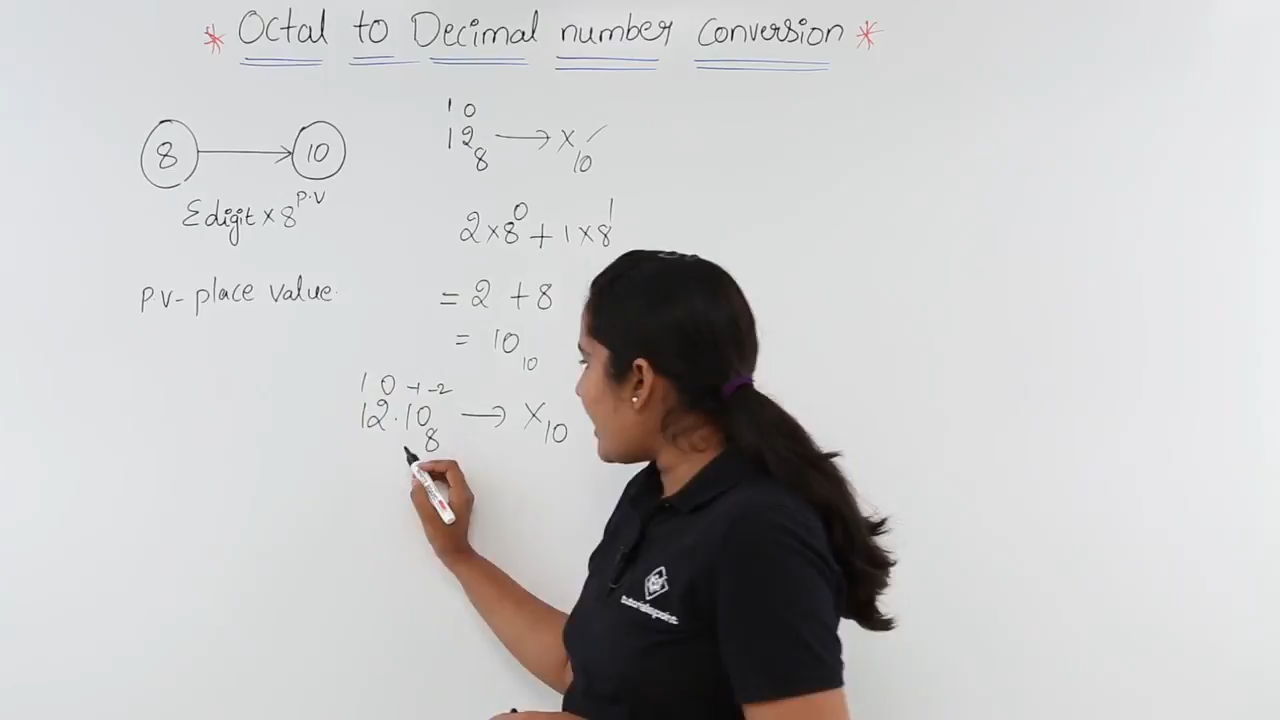 * Octal to Decimal number conversion *
8 → 10
Σdigit × 8^P.V
P.V - place value.
1 0
12₈ → X₁₀ ✓
2×8⁰ + 1×8¹
= 2 + 8
= 10₁₀
1 0 -1 -2
12.10₈ → X₁₀
tutorialspoint